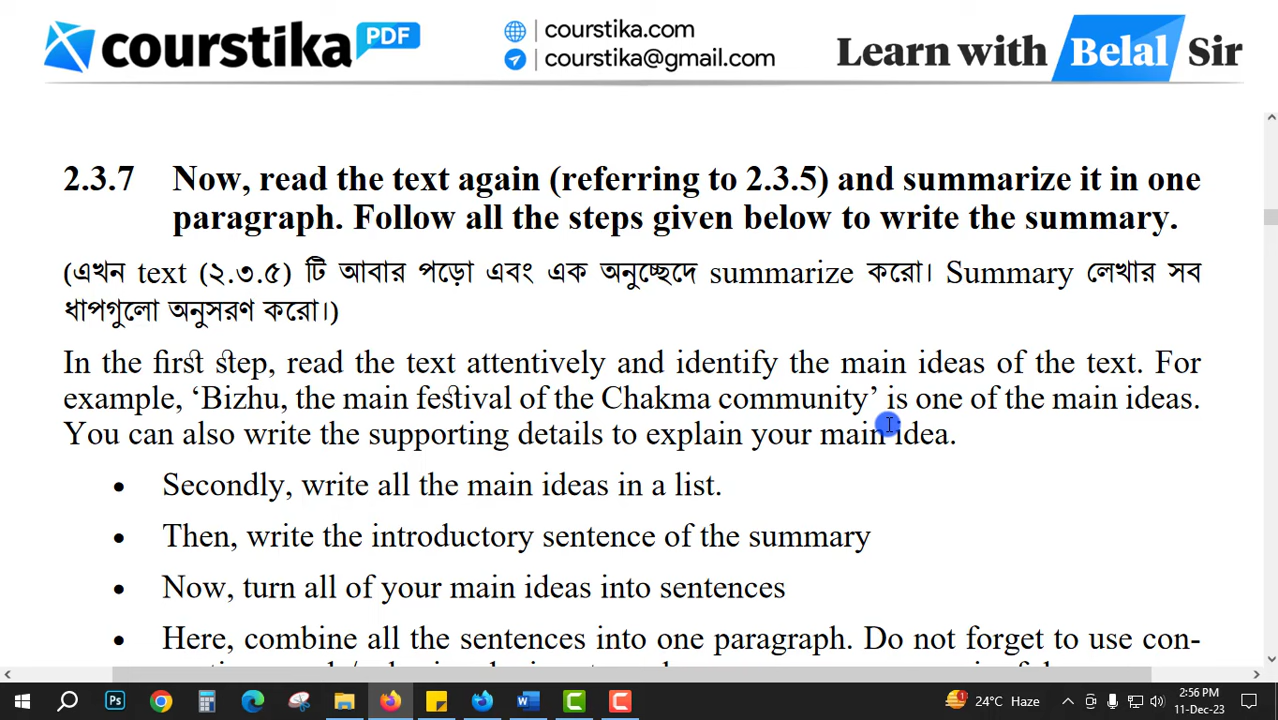 courstika PDF
courstika.com
courstika@gmail.com
Learn with Belal Sir
2.3.7 Now, read the text again (referring to 2.3.5) and summarize it in one
paragraph. Follow all the steps given below to write the summary.
(এখন text (২.৩.৫) টি আবার পড়ো এবং এক অনুচ্ছেদে summarize করো। Summary লেখার সব
ধাপগুলো অনুসরণ করো।)
In the first step, read the text attentively and identify the main ideas of the text. For
example, ‘Bizhu, the main festival of the Chakma community’ is one of the main ideas.
You can also write the supporting details to explain your main idea.
• Secondly, write all the main ideas in a list.
• Then, write the introductory sentence of the summary
• Now, turn all of your main ideas into sentences
• Here, combine all the sentences into one paragraph. Do not forget to use con-
Ps
1
24°C Haze
2:56 PM
11-Dec-23